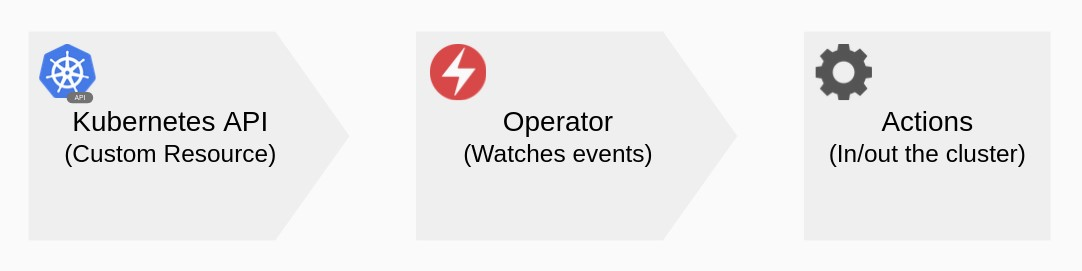 API
Kubernetes API
(Custom Resource)
Operator
(Watches events)
Actions
(In/out the cluster)